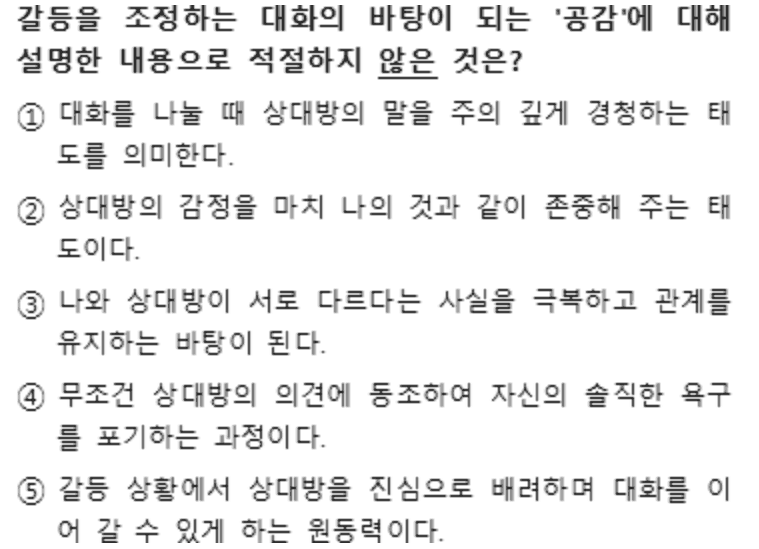 갈등을 조정하는 대화의 바탕이 되는 '공감'에 대해
설명한 내용으로 적절하지 않은 것은?
① 대화를 나눌 때 상대방의 말을 주의 깊게 경청하는 태
도를 의미한다.
② 상대방의 감정을 마치 나의 것과 같이 존중해 주는 태
도이다.
③ 나와 상대방이 서로 다르다는 사실을 극복하고 관계를
유지하는 바탕이 된다.
④ 무조건 상대방의 의견에 동조하여 자신의 솔직한 욕구
를 포기하는 과정이다.
⑤ 갈등 상황에서 상대방을 진심으로 배려하며 대화를 이
어 갈 수 있게 하는 원동력이다.